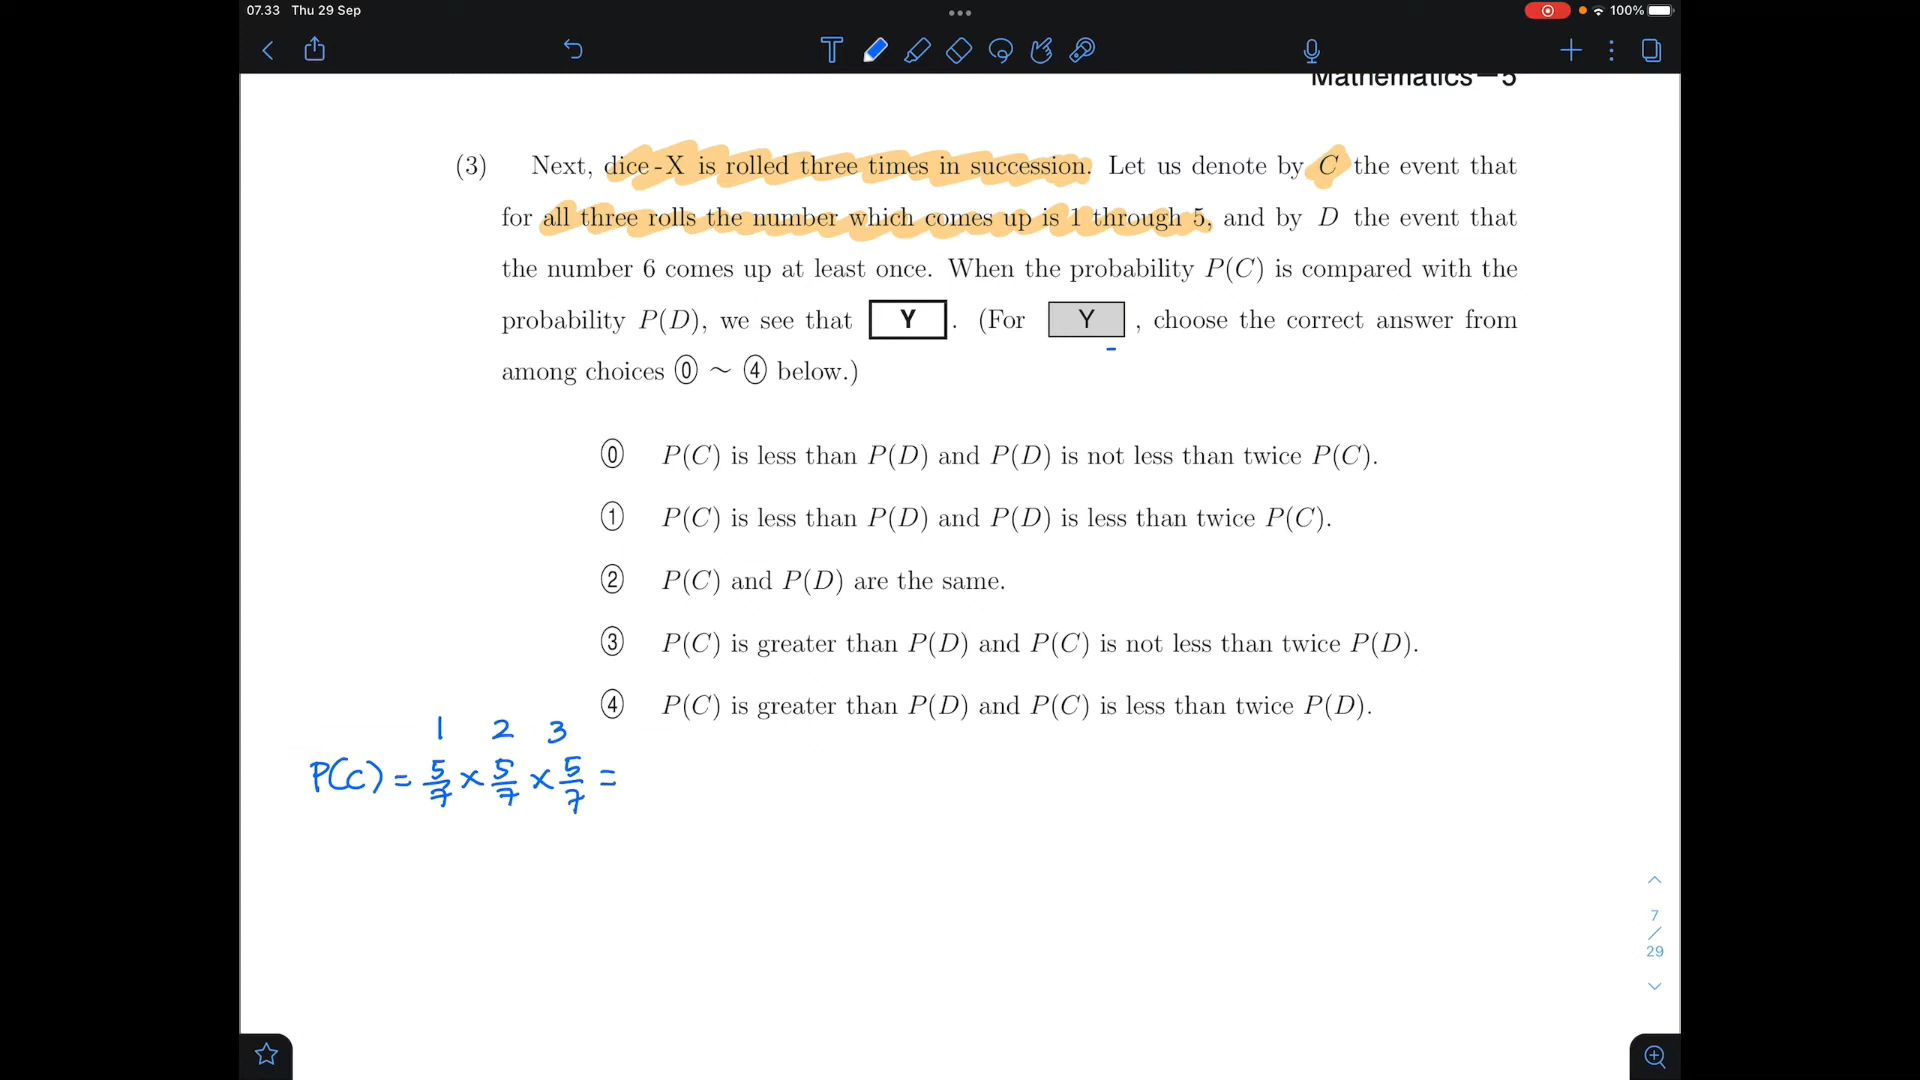 07.33 Thu 29 Sep
100%
T
Mathematics—5
(3) Next, dice-X is rolled three times in succession. Let us denote by C the event that
for all three rolls the number which comes up is 1 through 5, and by D the event that
the number 6 comes up at least once. When the probability P(C) is compared with the
probability P(D), we see that Y . (For Y , choose the correct answer from
among choices ⓪ ~ ④ below.)
⓪ P(C) is less than P(D) and P(D) is not less than twice P(C).
① P(C) is less than P(D) and P(D) is less than twice P(C).
② P(C) and P(D) are the same.
③ P(C) is greater than P(D) and P(C) is not less than twice P(D).
④ P(C) is greater than P(D) and P(C) is less than twice P(D).
1 2 3
P(C) = 5/7 × 5/7 × 5/7 =
7
/
29